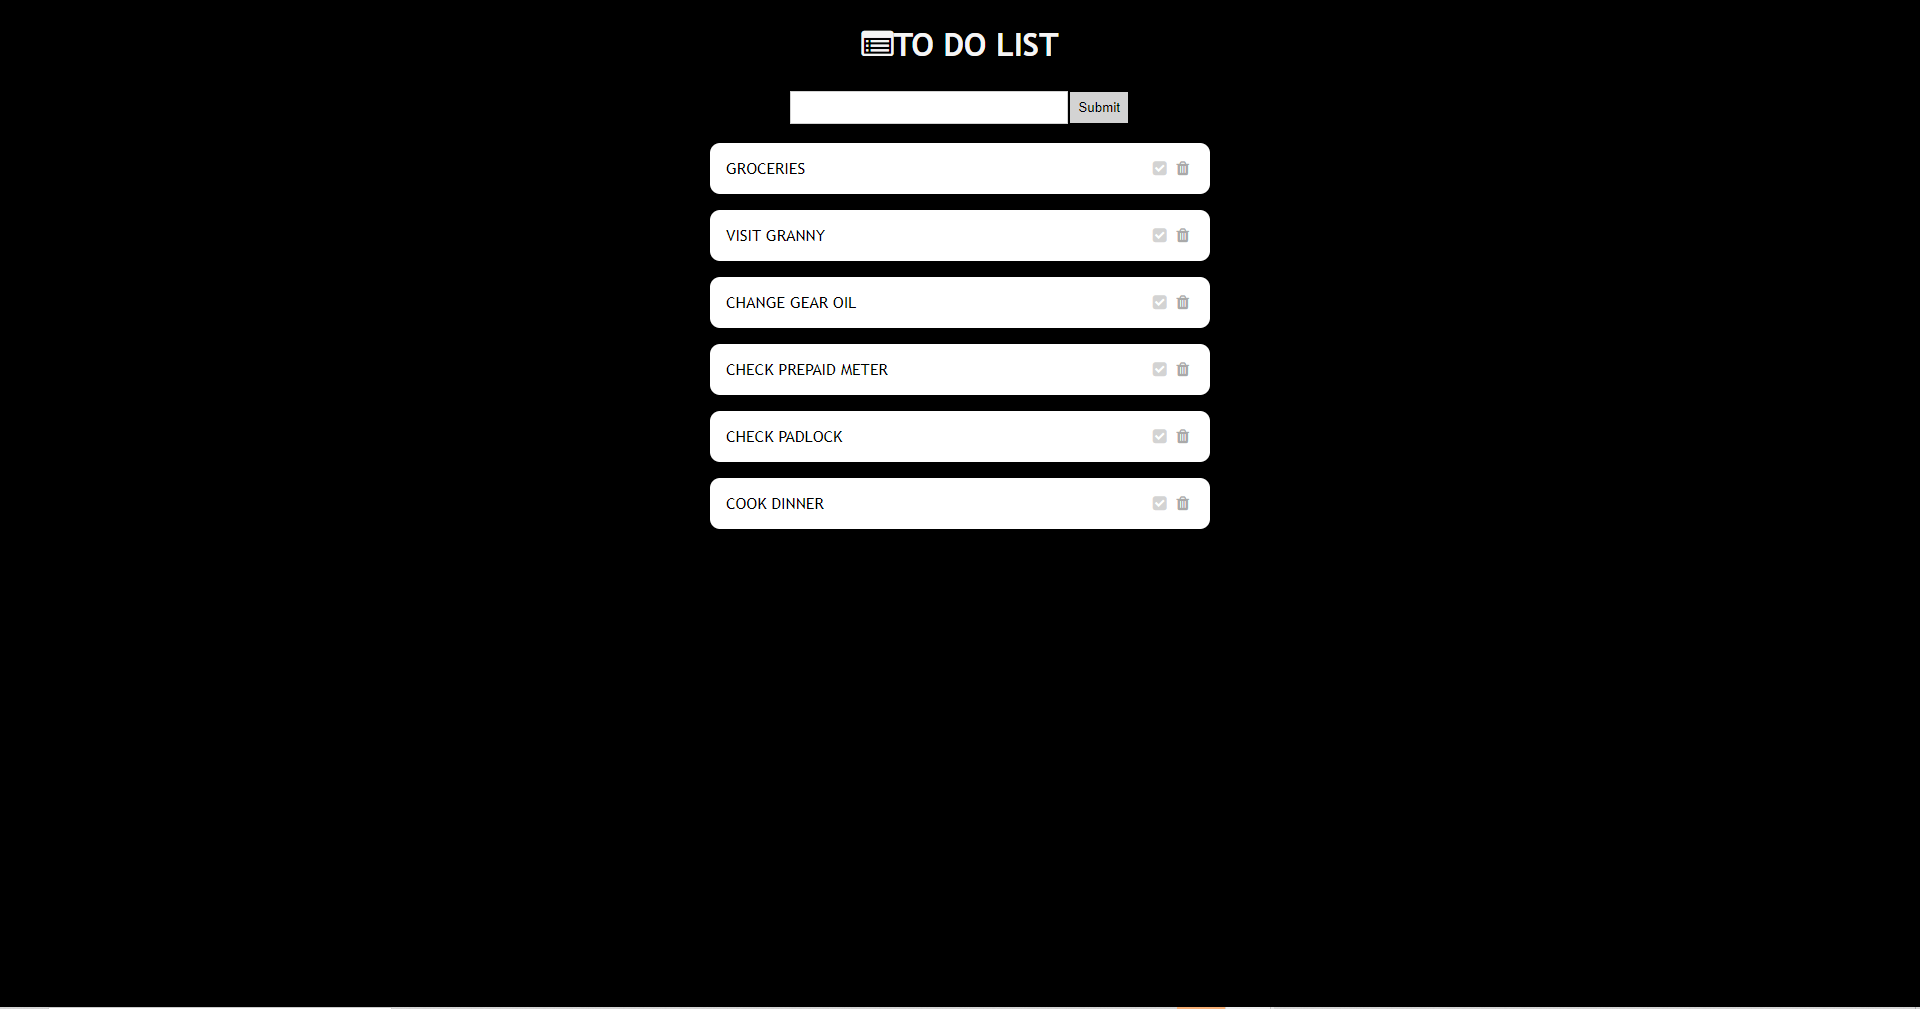 TO DO LIST
Submit
GROCERIES
VISIT GRANNY
CHANGE GEAR OIL
CHECK PREPAID METER
CHECK PADLOCK
COOK DINNER